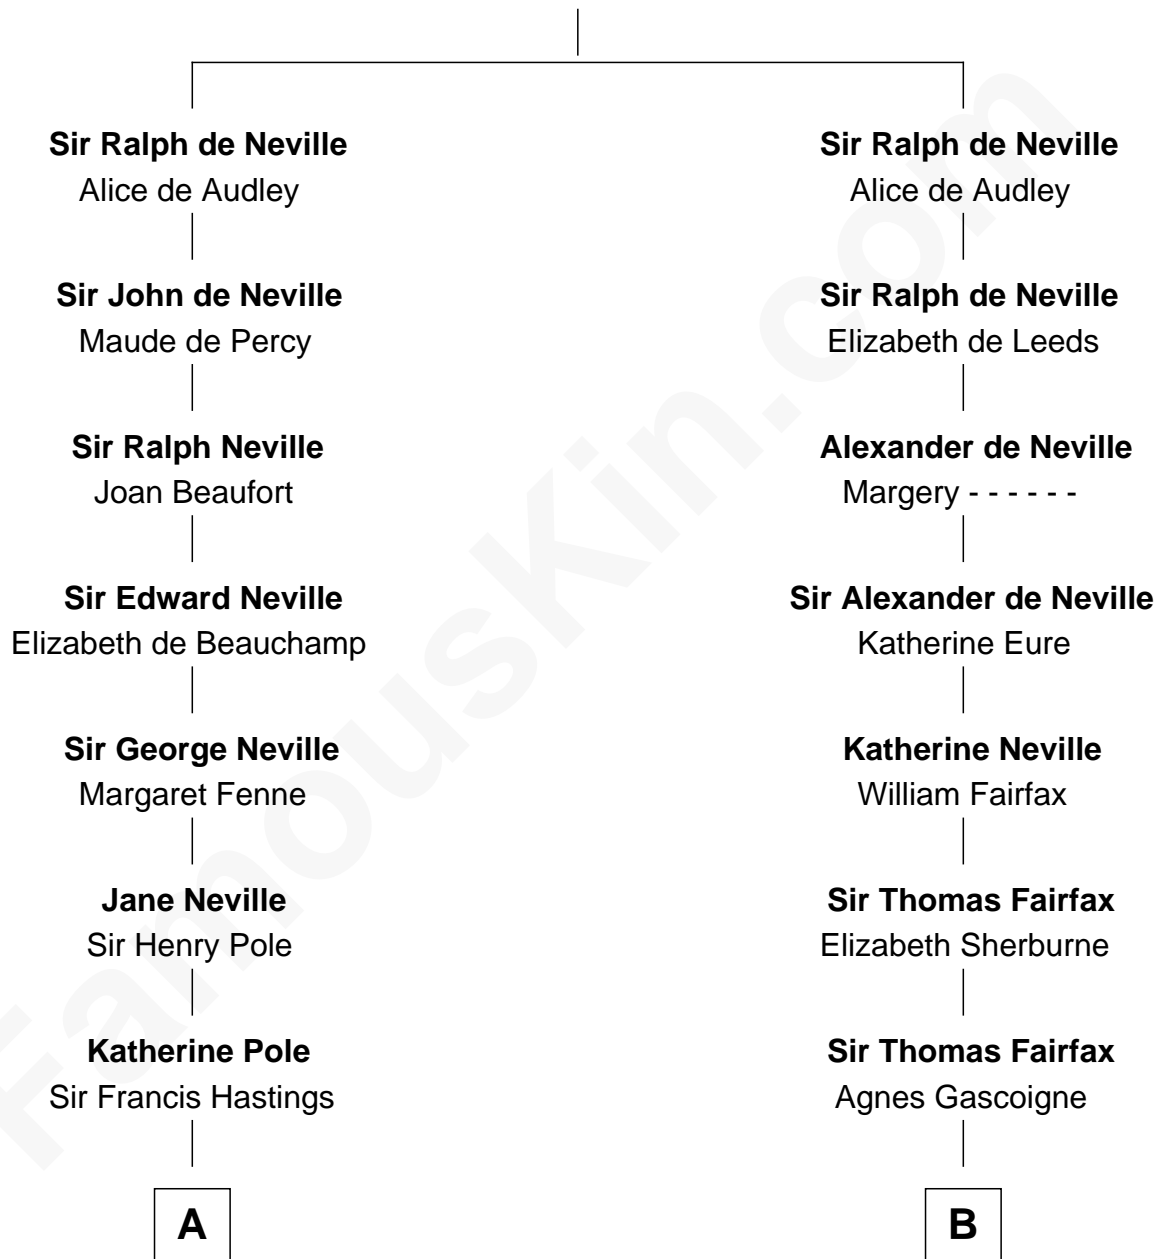 Sir Ralph de Neville
Alice de Audley
Sir John de Neville
Maude de Percy
Sir Ralph Neville
Joan Beaufort
Sir Edward Neville
Elizabeth de Beauchamp
Sir George Neville
Margaret Fenne
Jane Neville
Sir Henry Pole
Katherine Pole
Sir Francis Hastings
A
Sir Ralph de Neville
Alice de Audley
Sir Ralph de Neville
Elizabeth de Leeds
Alexander de Neville
Margery - - - - - -
Sir Alexander de Neville
Katherine Eure
Katherine Neville
William Fairfax
Sir Thomas Fairfax
Elizabeth Sherburne
Sir Thomas Fairfax
Agnes Gascoigne
B
FamousKin.com